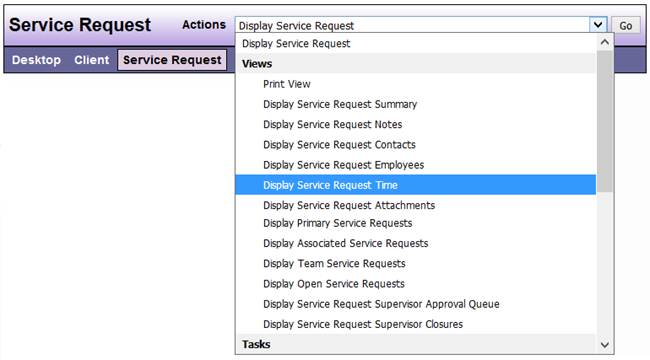 Service Request Actions Display Service Request Go
Display Service Request
Desktop Client Service Request
Views
Print View
Display Service Request Summary
Display Service Request Notes
Display Service Request Contacts
Display Service Request Employees
Display Service Request Time
Display Service Request Attachments
Display Primary Service Requests
Display Associated Service Requests
Display Team Service Requests
Display Open Service Requests
Display Service Request Supervisor Approval Queue
Display Service Request Supervisor Closures
Tasks